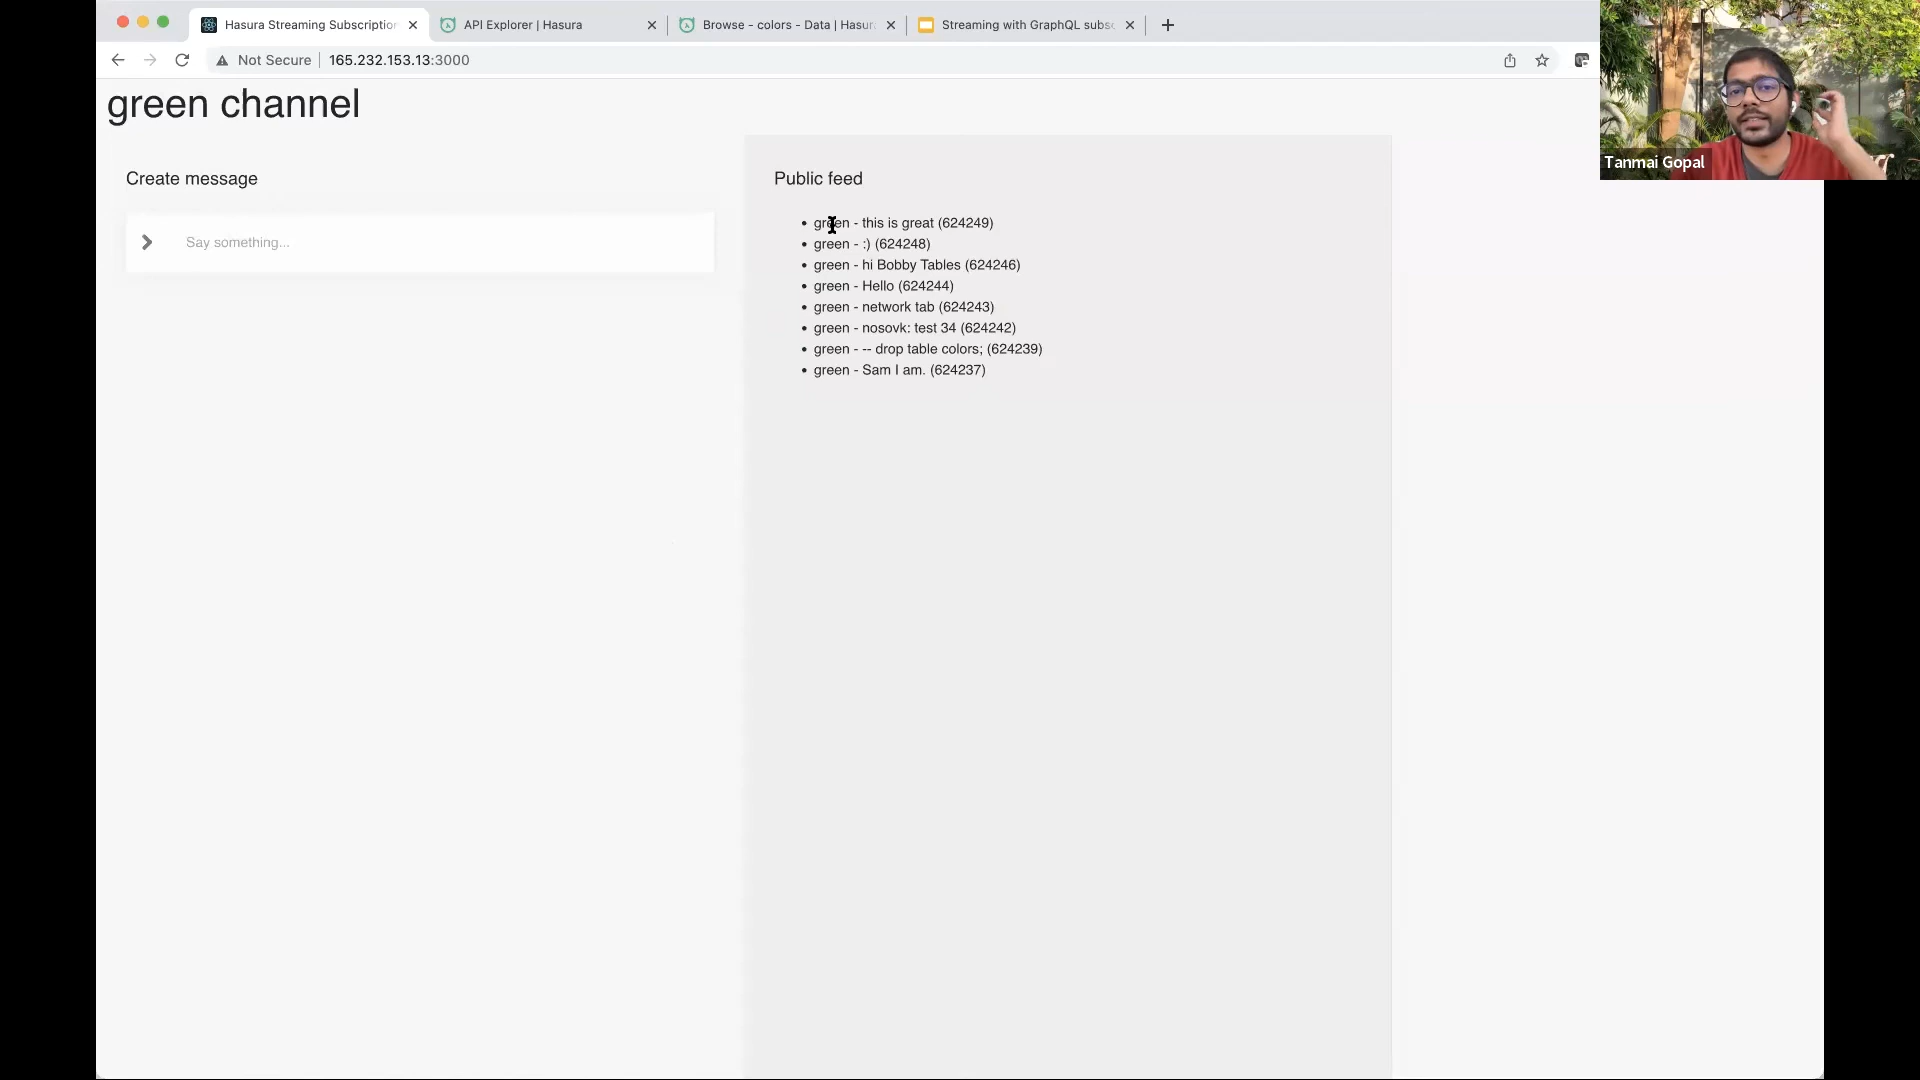 Hasura Streaming Subscription
API Explorer | Hasura
Browse - colors - Data | Hasur
Streaming with GraphQL subsc
Not Secure
165.232.153.13:3000
Tanmai Gopal
green channel
Create message
Say something...
Public feed
green - this is great (624249)
green - :) (624248)
green - hi Bobby Tables (624246)
green - Hello (624244)
green - network tab (624243)
green - nosovk: test 34 (624242)
green - -- drop table colors; (624239)
green - Sam I am. (624237)